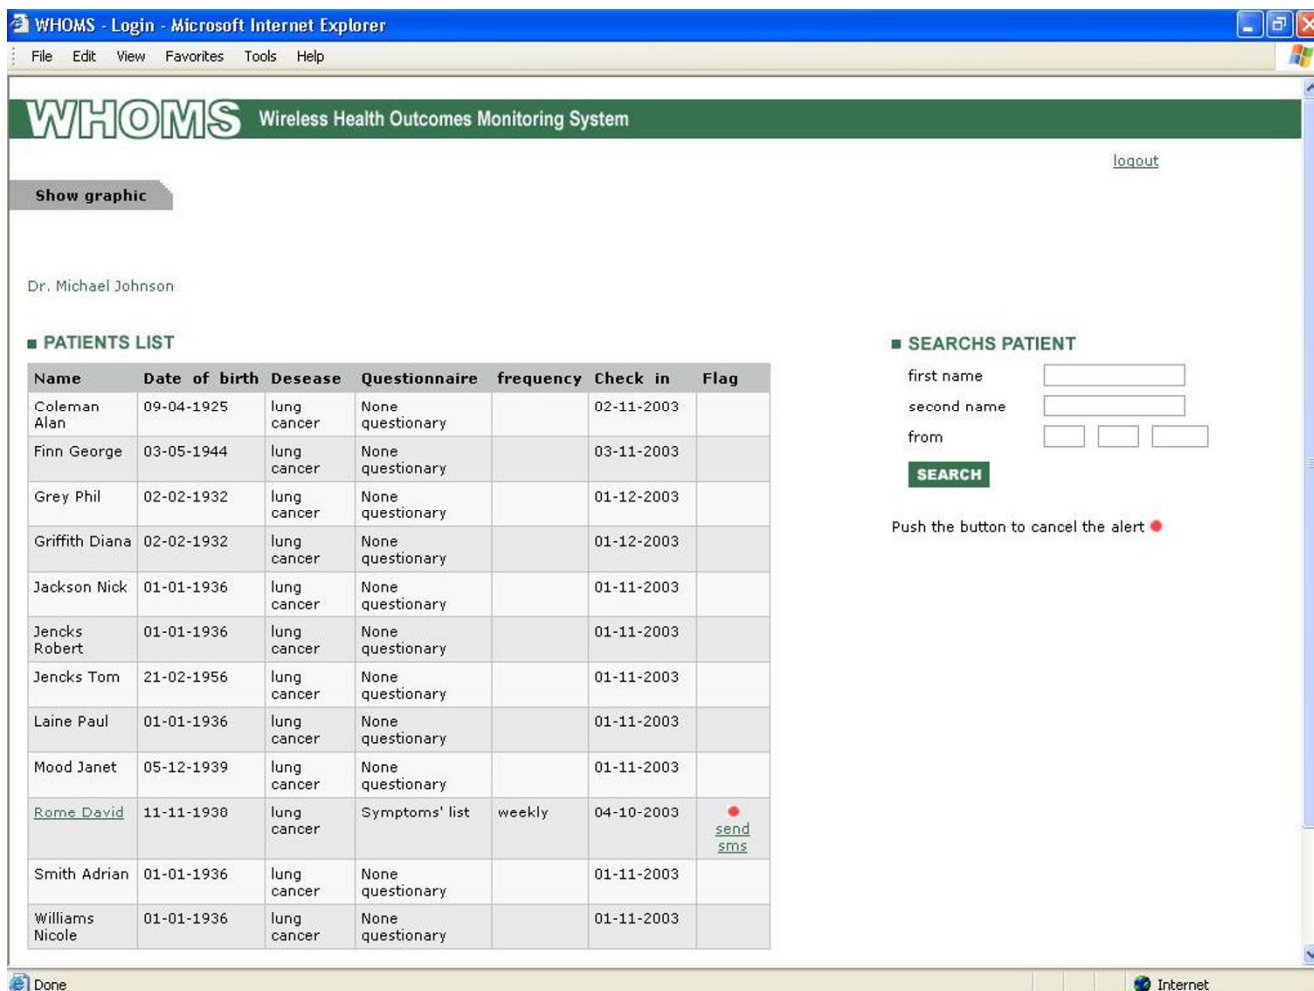 WHOMS - Login - Microsoft Internet Explorer
File Edit View Favorites Tools Help
WHOMS Wireless Health Outcomes Monitoring System
logout
Show graphic
Dr. Michael Johnson
PATIENTS LIST
Name Date of birth Desease Questionnaire frequency Check in Flag
Coleman Alan 09-04-1925 lung cancer None questionary 02-11-2003
Finn George 03-05-1944 lung cancer None questionary 03-11-2003
Grey Phil 02-02-1932 lung cancer None questionary 01-12-2003
Griffith Diana 02-02-1932 lung cancer None questionary 01-12-2003
Jackson Nick 01-01-1936 lung cancer None questionary 01-11-2003
Jencks Robert 01-01-1936 lung cancer None questionary 01-11-2003
Jencks Tom 21-02-1956 lung cancer None questionary 01-11-2003
Laine Paul 01-01-1936 lung cancer None questionary 01-11-2003
Mood Janet 05-12-1939 lung cancer None questionary 01-11-2003
Rome David 11-11-1938 lung cancer Symptoms' list weekly 04-10-2003 send sms
Smith Adrian 01-01-1936 lung cancer None questionary 01-11-2003
Williams Nicole 01-01-1936 lung cancer None questionary 01-11-2003
SEARCHS PATIENT
first name
second name
from
SEARCH
Push the button to cancel the alert
Done
Internet